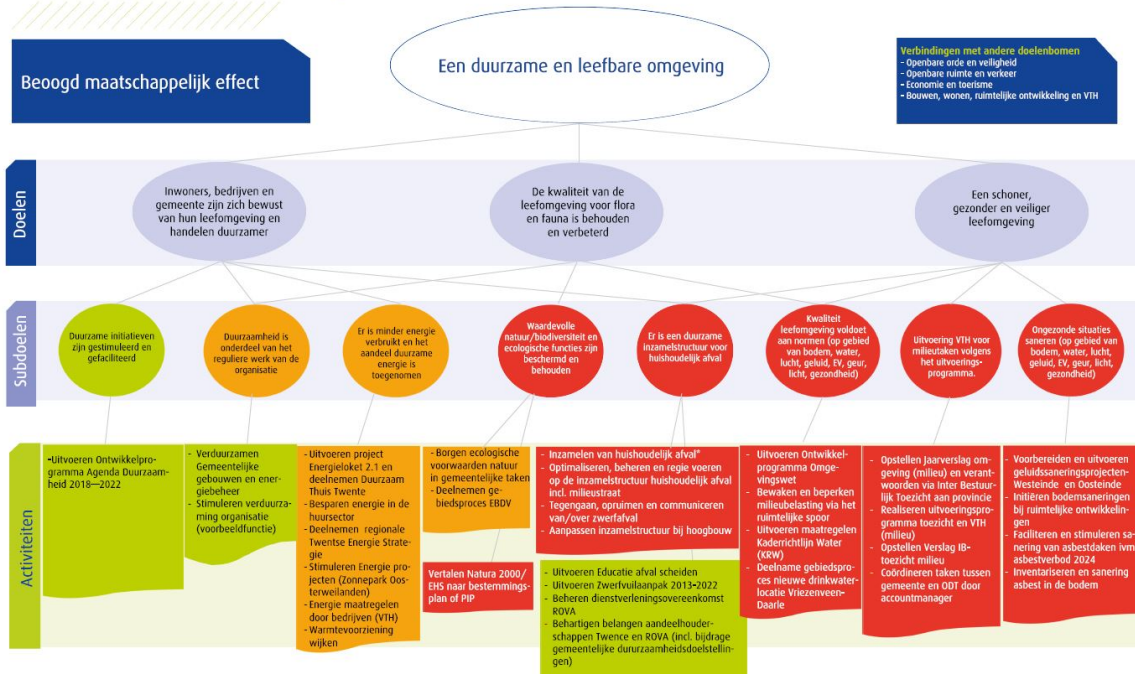 Beoogd maatschappelijk effect
Een duurzame en leefbare omgeving
Verbindingen met andere doelenbomen
- Openbare orde en veiligheid
- Openbare ruimte en verkeer
- Economie en toerisme
- Bouwen, wonen, ruimtelijke ontwikkeling en VTH
Doelen
Inwoners, bedrijven en
gemeente zijn zich bewust
van hun leefomgeving en
handelen duurzamer
De kwaliteit van de
leefomgeving voor flora
en fauna is behouden
en verbeterd
Een schoner,
gezonder en veiliger
leefomgeving
Subdoelen
Duurzame initiatieven
zijn gestimuleerd en
gefaciliteerd
Duurzaamheid is
onderdeel van het
reguliere werk van de
organisatie
Er is minder energie
verbruikt en het
aandeel duurzame
energie is
toegenomen
Waardevolle
natuur/biodiversiteit en
ecologische functies zijn
beschermd en
behouden
Er is een duurzame
inzamelstructuur voor
huishoudelijk afval
Kwaliteit
leefomgeving voldoet
aan normen (op gebied
van bodem, water,
lucht, geluid, EV, geur,
licht, gezondheid)
Uitvoering VTH voor
milieutaken volgens
het uitvoerings-
programma.
Ongezonde situaties
saneren (op gebied van
bodem, water, lucht,
geluid, EV, geur, licht,
gezondheid)
Activiteiten
-Uitvoeren Ontwikkelpro-
gramma Agenda Duurzaam-
heid 2018—2022
- Verduurzamen
Gemeentelijke
gebouwen en ener-
giebeheer
- Stimuleren verduurza-
ming organisatie
(voorbeeldfunctie)
- Uitvoeren project
Energieloket 2.1 en
deelnemen Duurzaam
Thuis Twente
- Besparen energie in de
huursector
- Deelnemen regionale
Twentse Energie Strate-
gie
- Stimuleren Energie pro-
jecten (Zonnepark Oos-
terweilanden)
- Energie maatregelen
door bedrijven (VTH)
- Warmtevoorziening
wijken
- Borgen ecologische
voorwaarden natuur
in gemeentelijke taken
- Deelnemen ge-
biedsproces EBDV
Vertalen Natura 2000/
EHS naar bestemmings-
plan of PIP
- Inzamelen van huishoudelijk afval*
- Optimaliseren, beheren en regie voeren
op de inzamelstructuur huishoudelijk afval
incl. milieustraat
- Tegengaan, opruimen en communiceren
van/over zwerfafval
- Aanpassen inzamelstructuur bij hoogbouw
- Uitvoeren Educatie afval scheiden
- Uitvoeren Zwerfvuilaanpak 2013-2022
- Beheren dienstverleningsovereenkomst
ROVA
- Behartigen belangen aandeelhouder-
schappen Twence en ROVA (incl. bijdrage
gemeentelijke dururzaamheidsdoelstellin-
gen)
- Uitvoeren Ontwikkel-
programma Omge-
vingswet
- Bewaken en beperken
milieubelasting via het
ruimtelijke spoor
- Uitvoeren maatregelen
Kaderrichtlijn Water
(KRW)
- Deelname gebiedspro-
ces nieuwe drinkwater-
locatie Vriezenveen-
Daarle
- Opstellen Jaarverslag om-
geving (milieu) en verant-
woorden via Inter Bestuur-
lijk Toezicht aan provincie
- Realiseren uitvoeringspro-
gramma toezicht en VTH
(milieu)
- Opstellen Verslag IB-
toezicht milieu
- Coördineren taken tussen
gemeente en ODT door
accountmanager
- Voorbereiden en uitvoeren
geluidssaneringsprojecten-
Westeinde en Oosteinde
- Initiëren bodemsaneringen
bij ruimtelijke ontwikkelin-
gen
- Faciliteren en stimuleren sa-
nering van asbestdaken ivm
asbestverbod 2024
- Inventariseren en sanering
asbest in de bodem